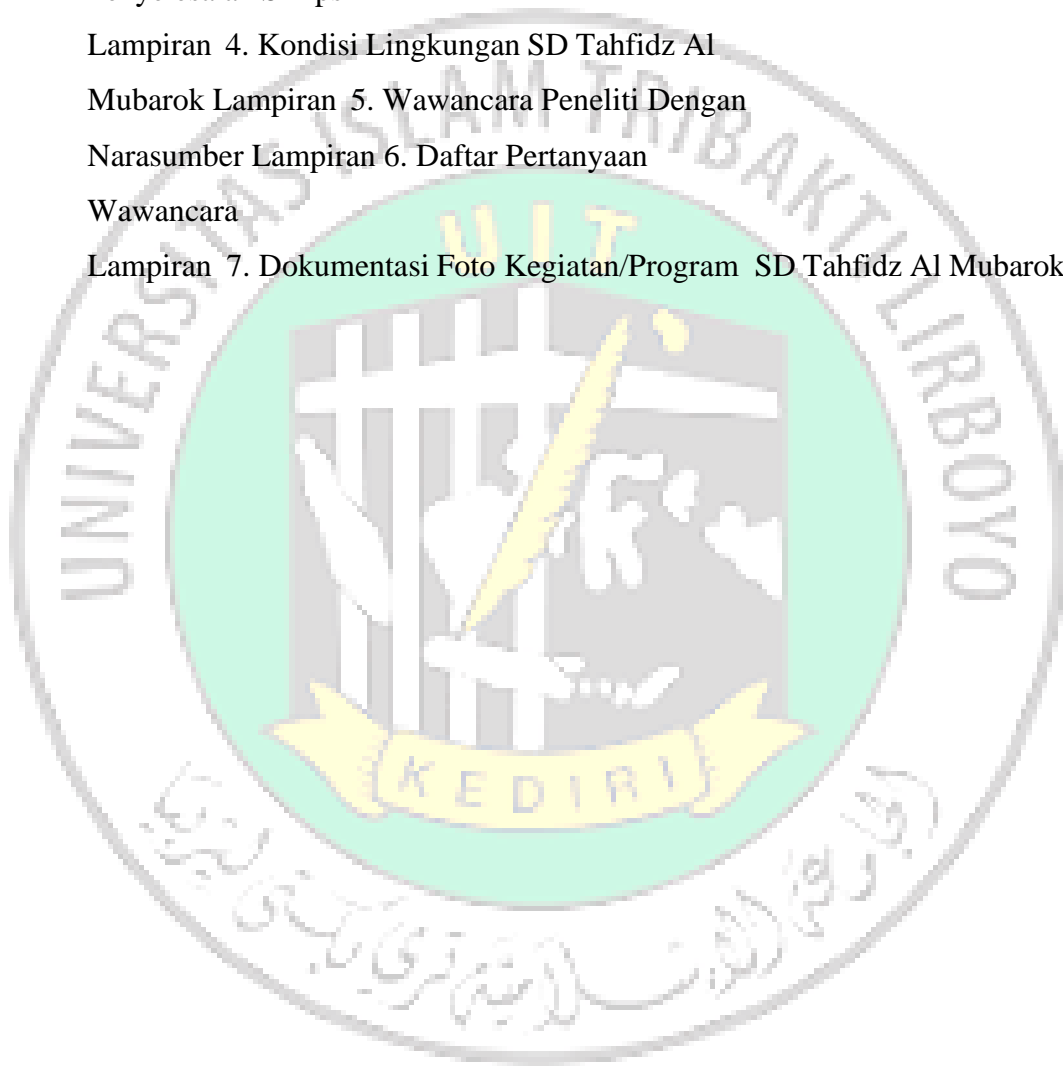 Lampiran 4. Kondisi Lingkungan SD Tahfidz Al
Mubarok Lampiran 5. Wawancara Peneliti Dengan
Narasumber Lampiran 6. Daftar Pertanyaan
Wawancara
Lampiran 7. Dokumentasi Foto Kegiatan/Program SD Tahfidz Al Mubarok
UNIVERSITAS ISLAM TRIBAKTI LIRBOYO
UIT
KEDIRI